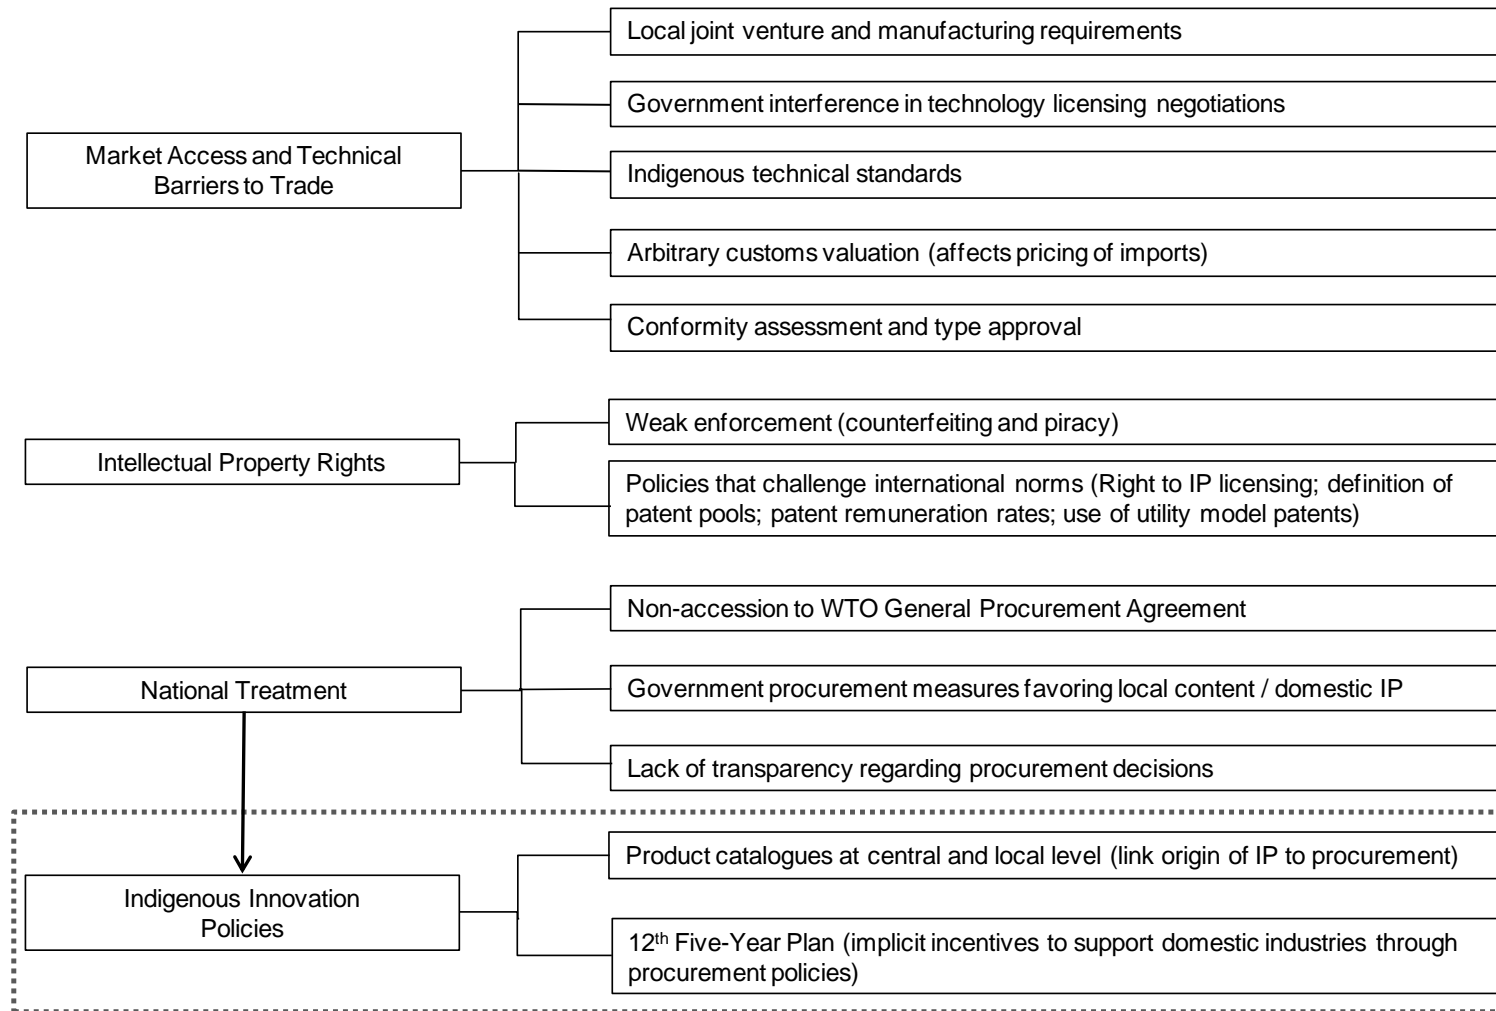 Local joint venture and manufacturing requirements
Government interference in technology licensing negotiations
Market Access and Technical
Barriers to Trade
Indigenous technical standards
Arbitrary customs valuation (affects pricing of imports)
Conformity assessment and type approval
Weak enforcement (counterfeiting and piracy)
Intellectual Property Rights
Policies that challenge international norms (Right to IP licensing; definition of
patent pools; patent remuneration rates; use of utility model patents)
Non-accession to WTO General Procurement Agreement
National Treatment
Government procurement measures favoring local content / domestic IP
Lack of transparency regarding procurement decisions
Product catalogues at central and local level (link origin of IP to procurement)
Indigenous Innovation
Policies
12th Five-Year Plan (implicit incentives to support domestic industries through
procurement policies)